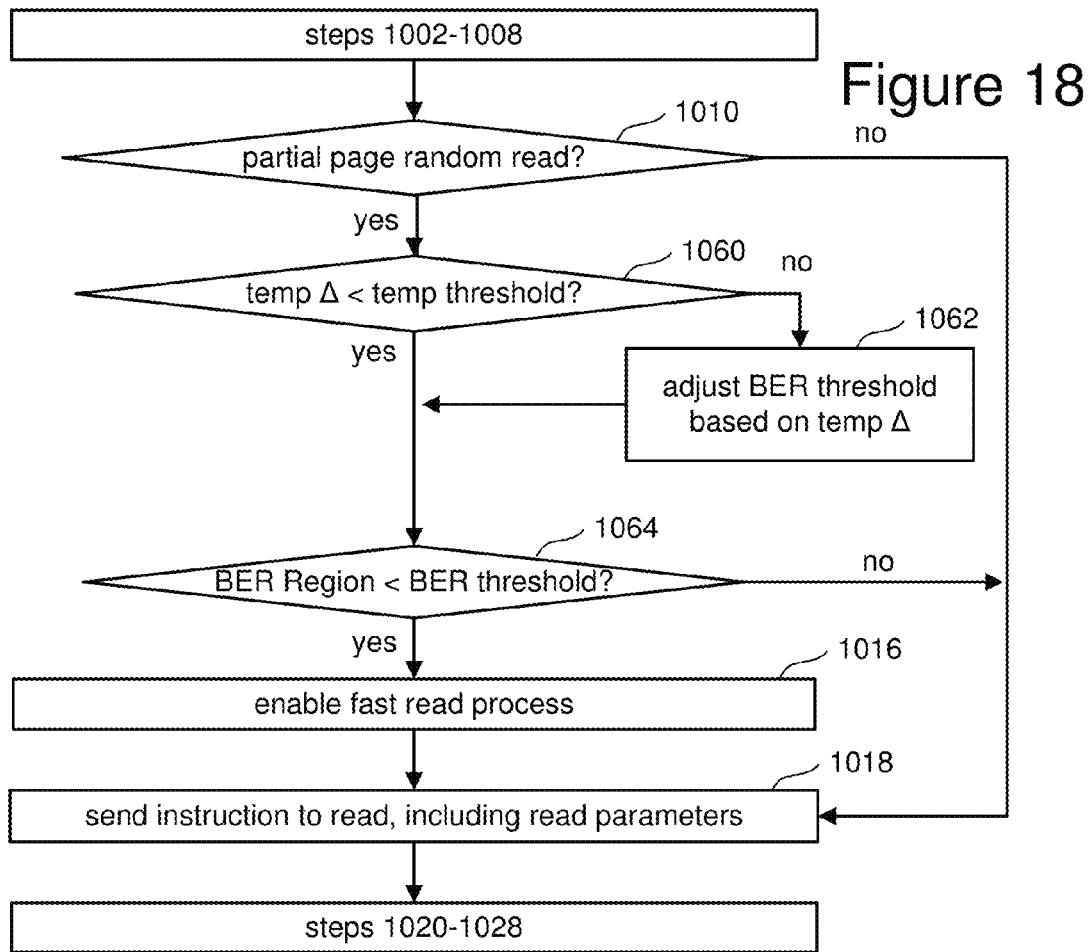 steps 1002-1008
Figure 18
1010
no
partial page random read?
yes
1060
no
temp Δ < temp threshold?
yes
1062
adjust BER threshold
based on temp Δ
1064
no
BER Region < BER threshold?
yes
1016
enable fast read process
1018
send instruction to read, including read parameters
steps 1020-1028